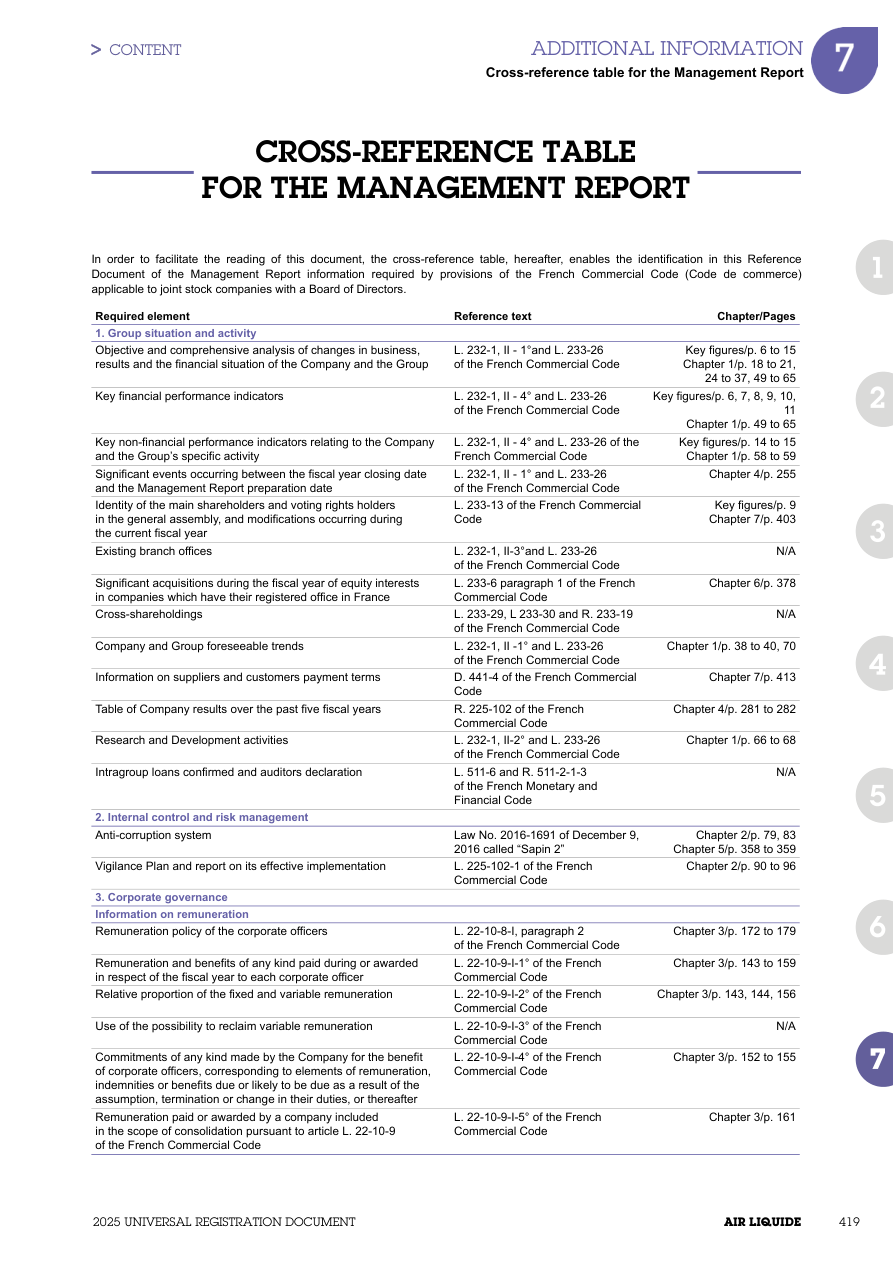 > CONTENT
ADDITIONAL INFORMATION
7
Cross-reference table for the Management Report
CROSS-REFERENCE TABLE
FOR THE MANAGEMENT REPORT
In order to facilitate the reading of this document, the cross-reference table, hereafter, enables the identification in this Reference
Document of the Management Report information required by provisions of the French Commercial Code (Code de commerce)
applicable to joint stock companies with a Board of Directors.
Required element Reference text Chapter/Pages
1. Group situation and activity
Objective and comprehensive analysis of changes in business, L. 232-1, II - 1°and L. 233-26 Key figures/p. 6 to 15
results and the financial situation of the Company and the Group of the French Commercial Code Chapter 1/p. 18 to 21,
24 to 37, 49 to 65
Key financial performance indicators L. 232-1, II - 4° and L. 233-26 Key figures/p. 6, 7, 8, 9, 10,
of the French Commercial Code 11
Chapter 1/p. 49 to 65
Key non-financial performance indicators relating to the Company L. 232-1, II - 4° and L. 233-26 of the Key figures/p. 14 to 15
and the Group's specific activity French Commercial Code Chapter 1/p. 58 to 59
Significant events occurring between the fiscal year closing date L. 232-1, II - 1° and L. 233-26 Chapter 4/p. 255
and the Management Report preparation date of the French Commercial Code
Identity of the main shareholders and voting rights holders L. 233-13 of the French Commercial Key figures/p. 9
in the general assembly, and modifications occurring during Code Chapter 7/p. 403
the current fiscal year
Existing branch offices L. 232-1, II-3°and L. 233-26 N/A
of the French Commercial Code
Significant acquisitions during the fiscal year of equity interests L. 233-6 paragraph 1 of the French Chapter 6/p. 378
in companies which have their registered office in France Commercial Code
Cross-shareholdings L. 233-29, L 233-30 and R. 233-19 N/A
of the French Commercial Code
Company and Group foreseeable trends L. 232-1, II -1° and L. 233-26 Chapter 1/p. 38 to 40, 70
of the French Commercial Code
Information on suppliers and customers payment terms D. 441-4 of the French Commercial Chapter 7/p. 413
Code
Table of Company results over the past five fiscal years R. 225-102 of the French Chapter 4/p. 281 to 282
Commercial Code
Research and Development activities L. 232-1, II-2° and L. 233-26 Chapter 1/p. 66 to 68
of the French Commercial Code
Intragroup loans confirmed and auditors declaration L. 511-6 and R. 511-2-1-3 N/A
of the French Monetary and
Financial Code
2. Internal control and risk management
Anti-corruption system Law No. 2016-1691 of December 9, Chapter 2/p. 79, 83
2016 called “Sapin 2” Chapter 5/p. 358 to 359
Vigilance Plan and report on its effective implementation L. 225-102-1 of the French Chapter 2/p. 90 to 96
Commercial Code
3. Corporate governance
Information on remuneration
Remuneration policy of the corporate officers L. 22-10-8-I, paragraph 2 Chapter 3/p. 172 to 179
of the French Commercial Code
Remuneration and benefits of any kind paid during or awarded L. 22-10-9-I-1° of the French Chapter 3/p. 143 to 159
in respect of the fiscal year to each corporate officer Commercial Code
Relative proportion of the fixed and variable remuneration L. 22-10-9-I-2° of the French Chapter 3/p. 143, 144, 156
Commercial Code
Use of the possibility to reclaim variable remuneration L. 22-10-9-I-3° of the French N/A
Commercial Code
Commitments of any kind made by the Company for the benefit L. 22-10-9-I-4° of the French Chapter 3/p. 152 to 155
of corporate officers, corresponding to elements of remuneration, Commercial Code
indemnities or benefits due or likely to be due as a result of the
assumption, termination or change in their duties, or thereafter
Remuneration paid or awarded by a company included L. 22-10-9-I-5° of the French Chapter 3/p. 161
in the scope of consolidation pursuant to article L. 22-10-9 Commercial Code
of the French Commercial Code
1
2
3
4
5
6
7
2025 UNIVERSAL REGISTRATION DOCUMENT AIR LIQUIDE 419